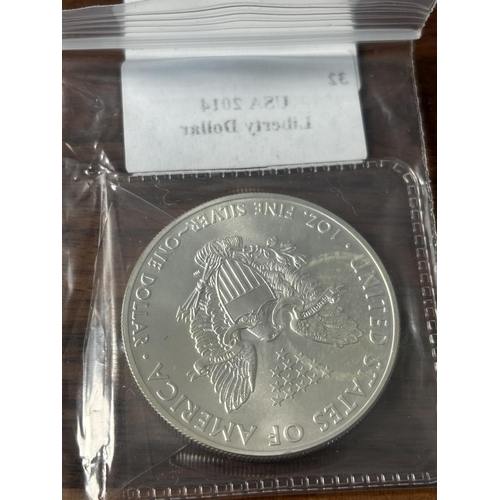 32
USA 2014
Liberty Dollar
UNITED STATES OF AMERICA
1 OZ. FINE SILVER~ONE DOLLAR